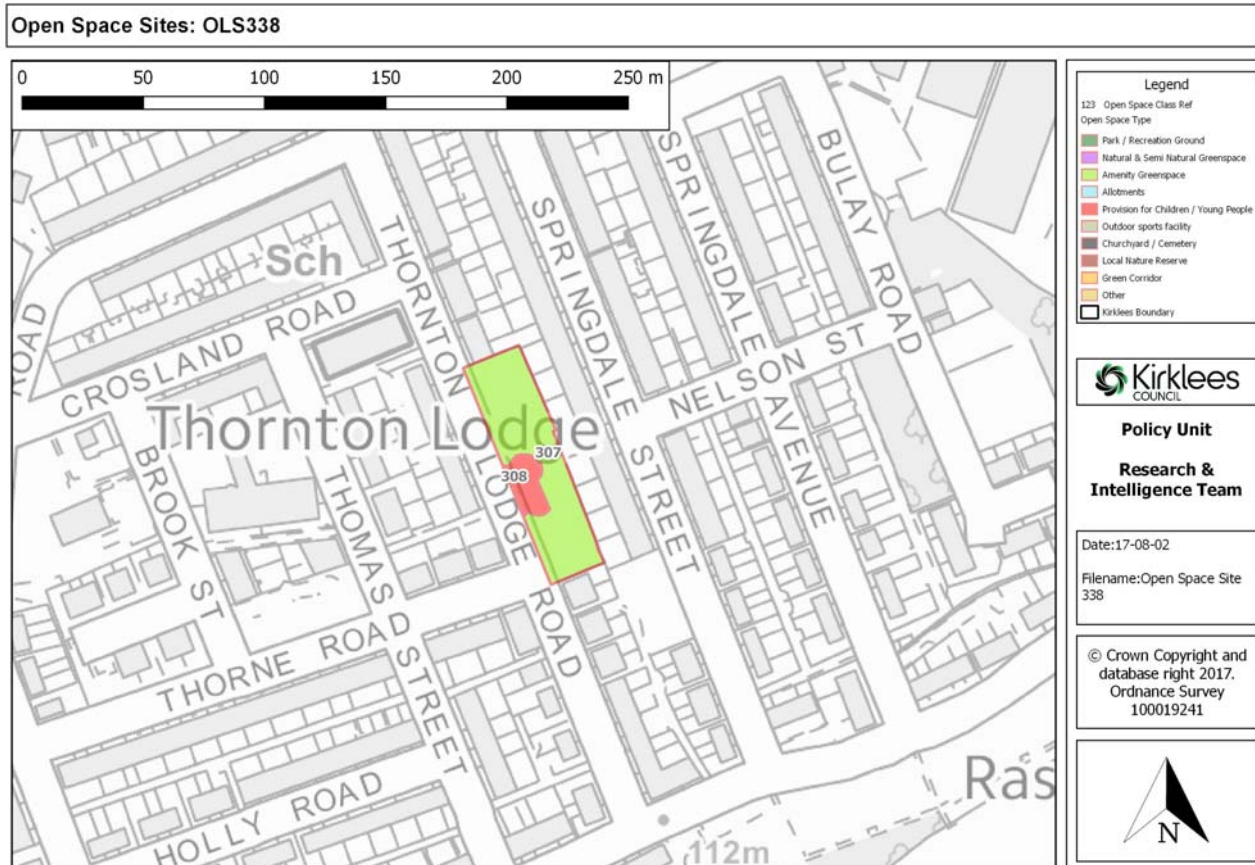 Open Space Sites: OLS338
0 50 100 150 200 250 m
Sch
CROSLAND ROAD
ROAD
THORNTON LODGE ROAD
SPRINGDALE STREET
SPRINGDALE AVENUE
BULAY ROAD
NELSON ST
Thornton Lodge
307
308
BROOK ST
THOMAS STREET
THORNE ROAD
HOLLY ROAD
Ras
112m
Legend
123 Open Space Class Ref
Open Space Type
Park / Recreation Ground
Natural & Semi Natural Greenspace
Amenity Greenspace
Allotments
Provision for Children / Young People
Outdoor sports facility
Churchyard / Cemetery
Local Nature Reserve
Green Corridor
Other
Kirklees Boundary
Kirklees
COUNCIL
Policy Unit
Research &
Intelligence Team
Date:17-08-02
Filename:Open Space Site
338
© Crown Copyright and
database right 2017.
Ordnance Survey
100019241
N